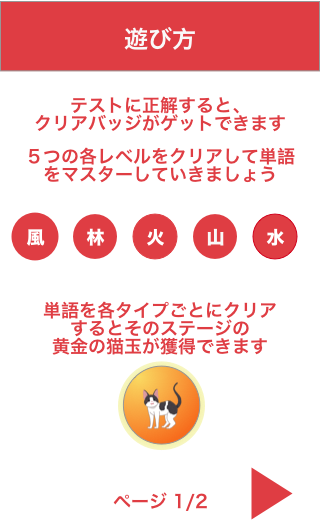 遊び方
テストに正解すると、
クリアバッジがゲットできます
５つの各レベルをクリアして単語
をマスターしていきましょう
風 林 火 山 水
単語を各タイプごとにクリア
するとそのステージの
黄金の猫玉が獲得できます
ページ 1/2